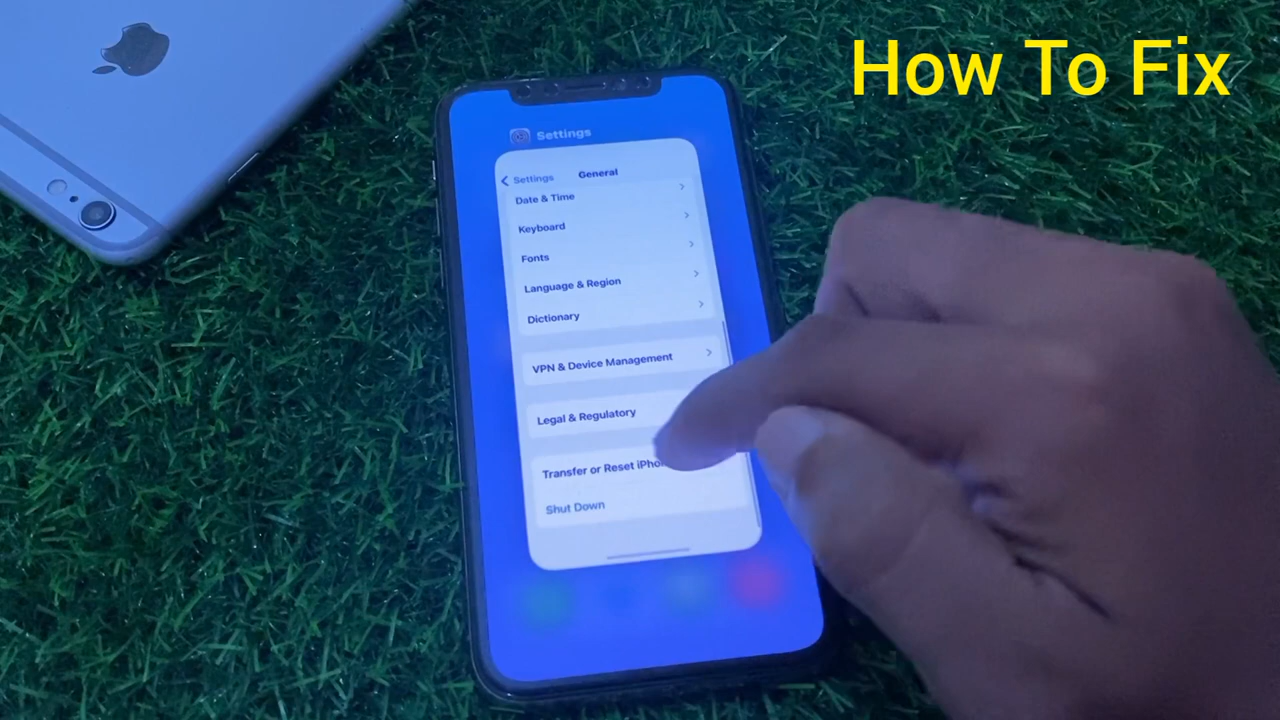 How To Fix
Settings
Settings General
Date & Time
Keyboard
Fonts
Language & Region
Dictionary
VPN & Device Management
Legal & Regulatory
Transfer or Reset
Shut Down